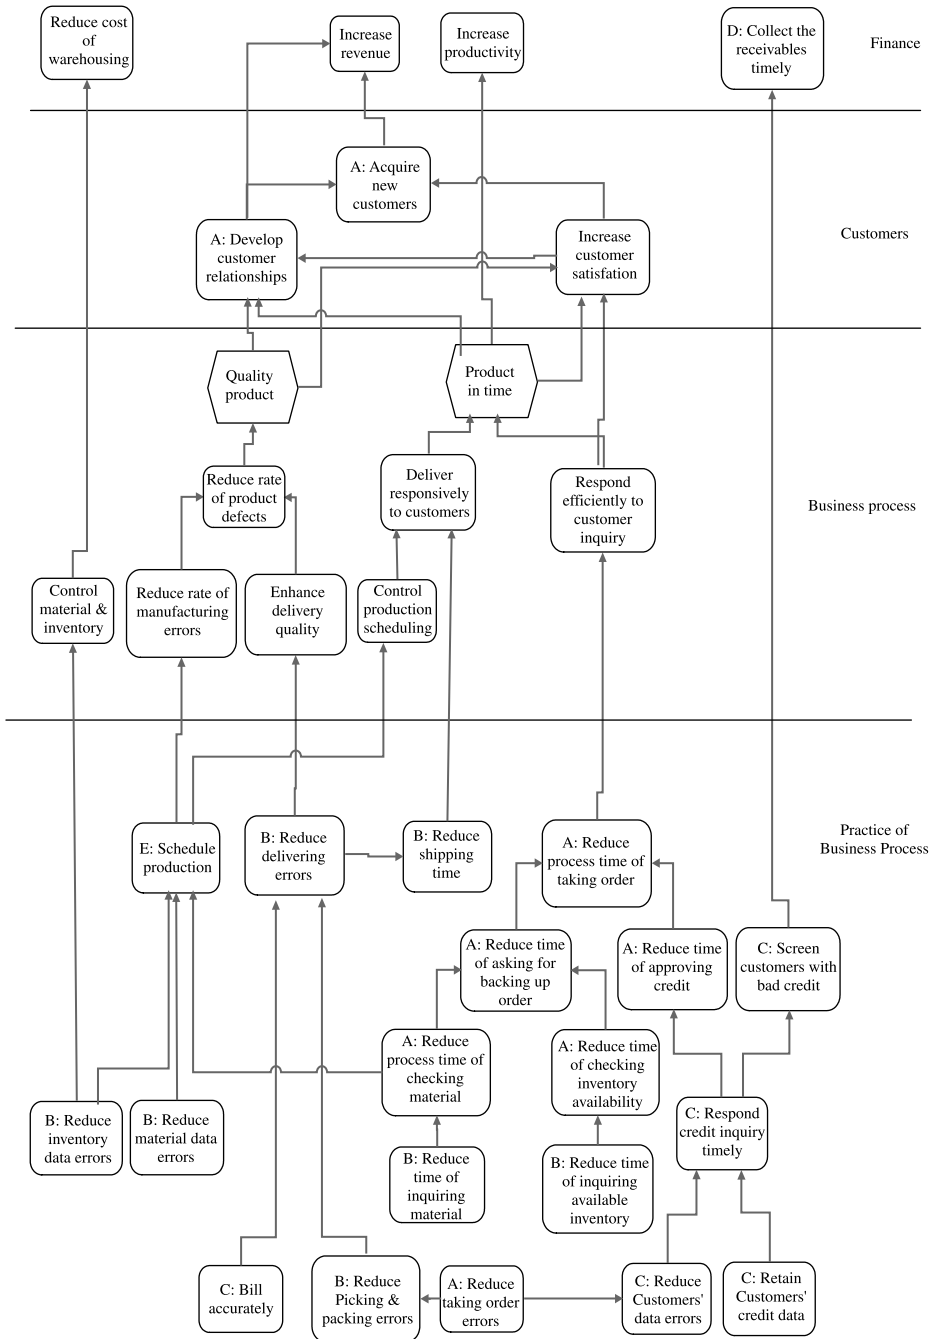 Reduce cost
of
warehousing
Increase
revenue
Increase
productivity
D: Collect the
receivables
timely
Finance
A: Acquire
new
customers
A: Develop
customer
relationships
Increase
customer
satisfaction
Customers
Quality
product
Product
in time
Reduce rate
of product
defects
Deliver
responsively
to customers
Respond
efficiently to
customer
inquiry
Business process
Control
material &
inventory
Reduce rate of
manufacturing
errors
Enhance
delivery
quality
Control
production
scheduling
E: Schedule
production
B: Reduce
delivering
errors
B: Reduce
shipping
time
A: Reduce
process time of
taking order
Practice of
Business Process
A: Reduce time
of asking for
backing up
order
A: Reduce time
of approving
credit
C: Screen
customers with
bad credit
A: Reduce
process time of
checking
material
A: Reduce time
of checking
inventory
availability
B: Reduce
inventory
data errors
B: Reduce
material data
errors
C: Respond
credit inquiry
timely
B: Reduce
time of
inquiring
material
B: Reduce time
of inquiring
available
inventory
C: Bill
accurately
B: Reduce
Picking &
packing errors
A: Reduce
taking order
errors
C: Reduce
Customers'
data errors
C: Retain
Customers'
credit data